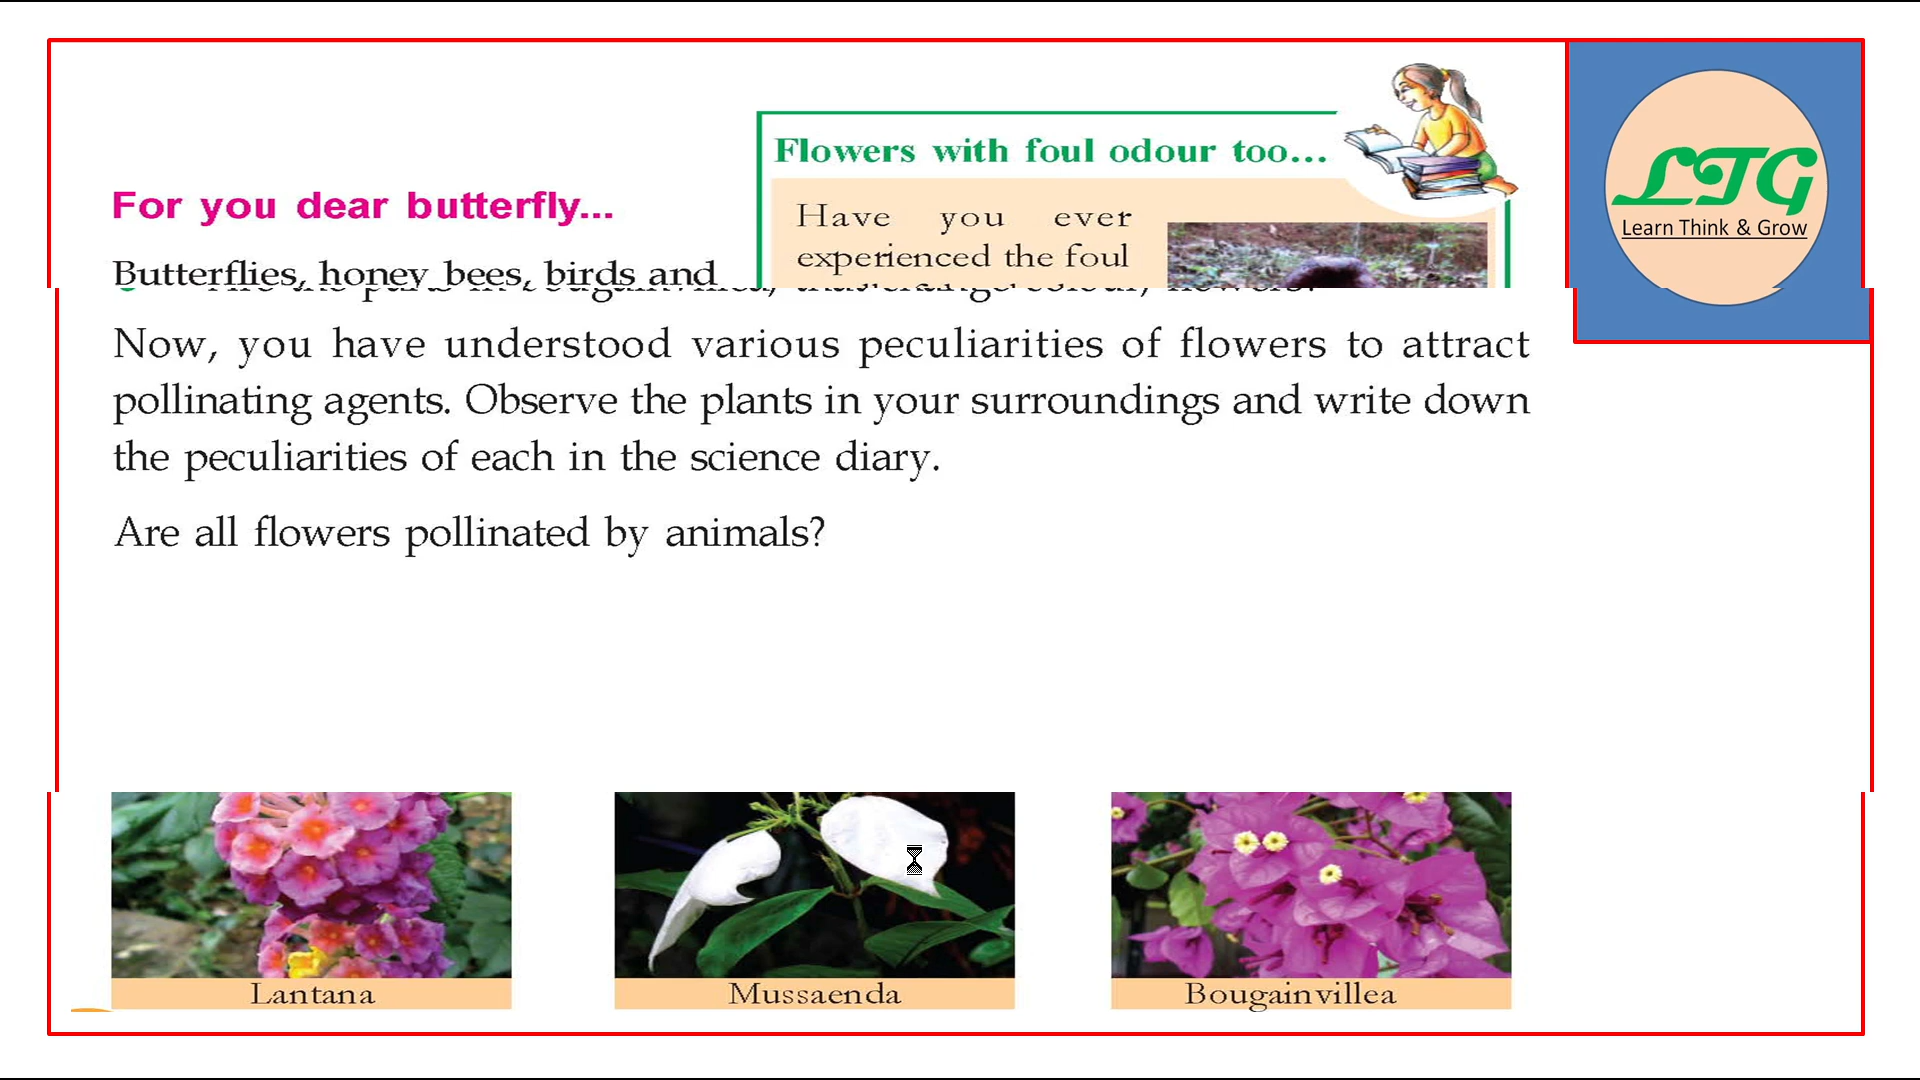 Flowers with foul odour too...
For you dear butterfly...
Have you ever
experienced the foul
Butterflies, honey bees, birds and
LTG
Learn Think & Grow
Now, you have understood various peculiarities of flowers to attract
pollinating agents. Observe the plants in your surroundings and write down
the peculiarities of each in the science diary.
Are all flowers pollinated by animals?
Lantana
Mussaenda
Bougainvillea